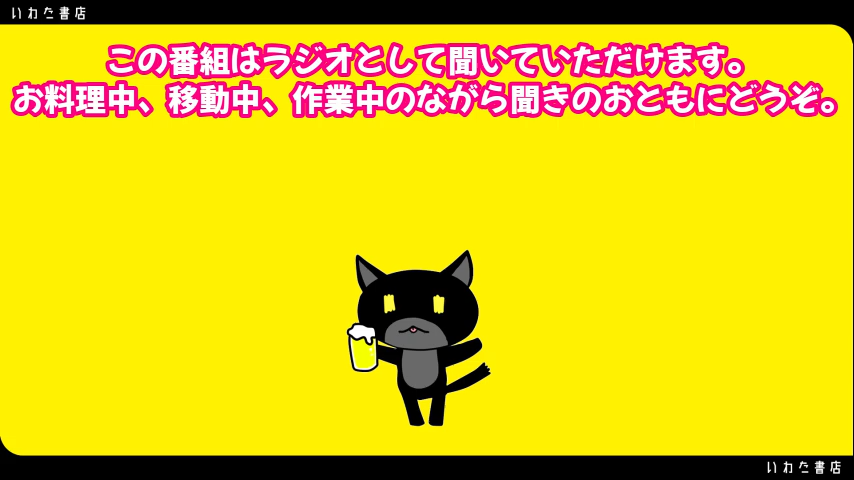 いわた書店
この番組はラジオとして聞いていただけます。
お料理中、移動中、作業中のながら聞きのおともにどうぞ。
いわた書店